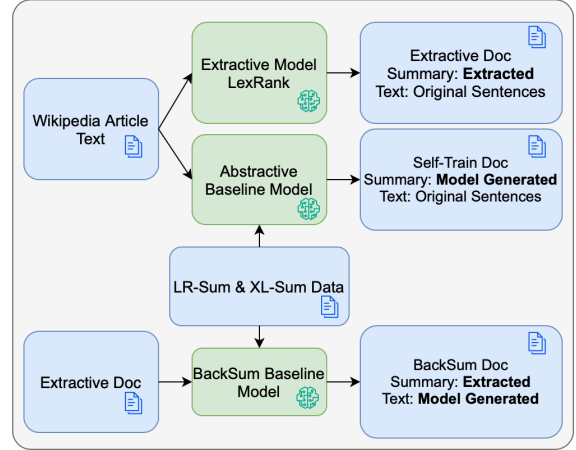 Extractive Model
LexRank
Extractive Doc
Summary: Extracted
Text: Original Sentences
Wikipedia Article
Text
Abstractive
Baseline Model
Self-Train Doc
Summary: Model Generated
Text: Original Sentences
LR-Sum & XL-Sum Data
Extractive Doc
BackSum Baseline
Model
BackSum Doc
Summary: Extracted
Text: Model Generated